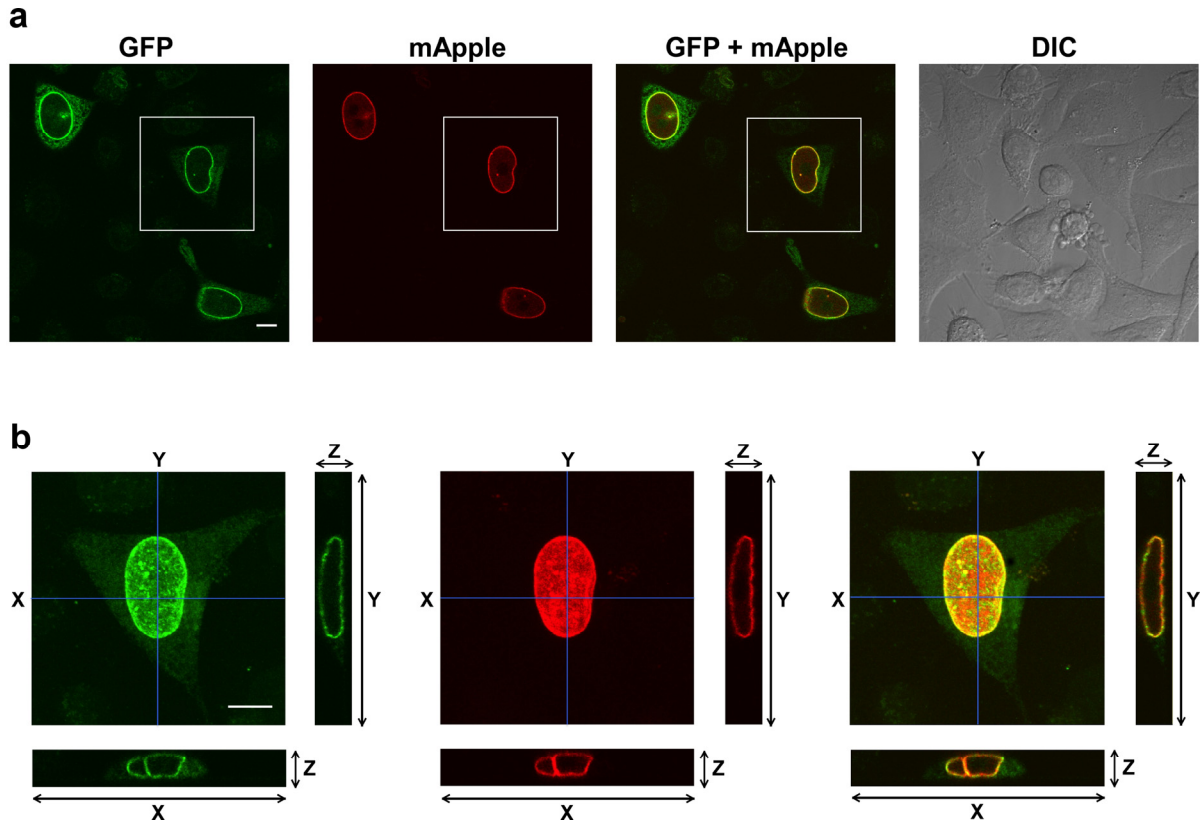 a
GFP mApple GFP + mApple DIC
b
Y Z Y Z Y Z
X Y X Y X Y
Z Z Z
X X X